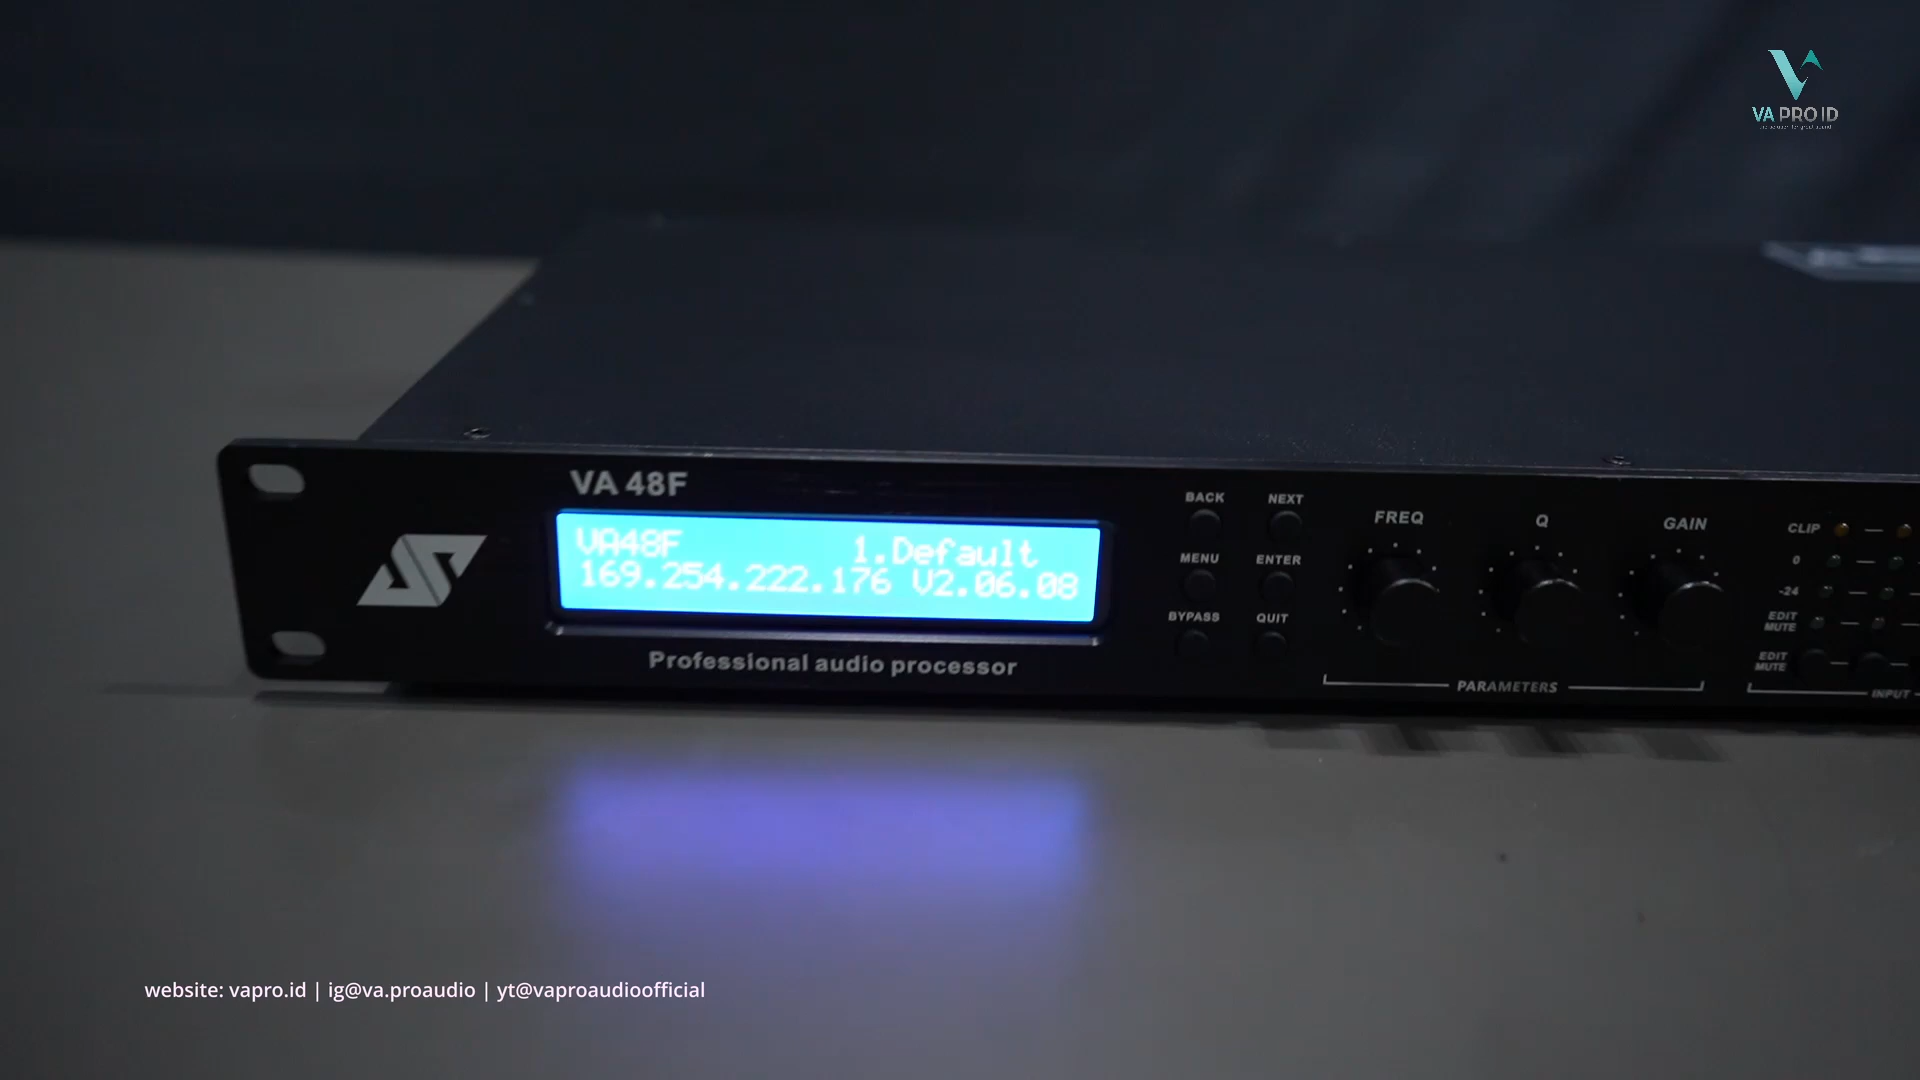 VA PRO ID
VA 48F
VA48F 1.Default
169.254.222.176 V2.06.08
Professional audio processor
BACK NEXT
MENU ENTER
BYPASS QUIT
FREQ Q GAIN
PARAMETERS
CLIP
0
-24
EDIT
MUTE
EDIT
MUTE
INPUT
website: vapro.id | ig@va.proaudio | yt@vaproaudioofficial